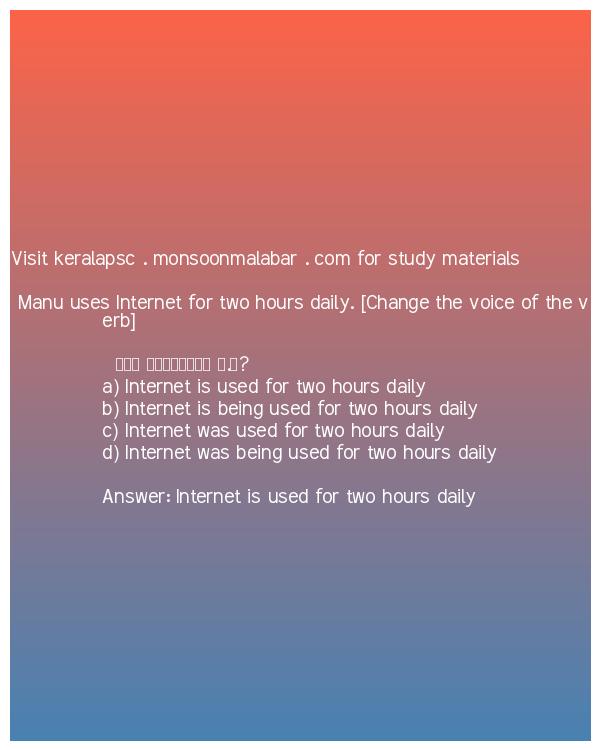 Visit keralapsc . monsoonmalabar . com for study materials
Manu uses Internet for two hours daily. [Change the voice of the v
erb]
?
a) Internet is used for two hours daily
b) Internet is being used for two hours daily
c) Internet was used for two hours daily
d) Internet was being used for two hours daily
Answer: Internet is used for two hours daily